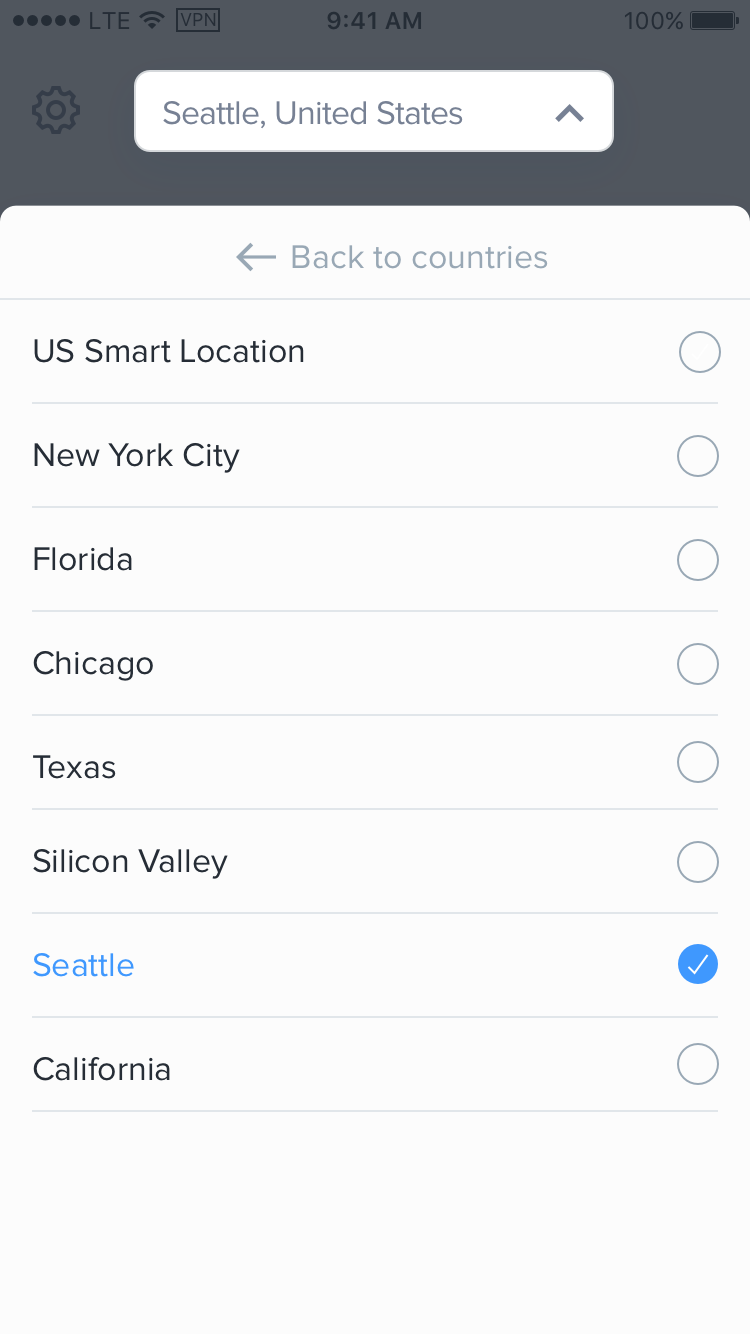 LTE VPN 9:41 AM 100%
Seattle, United States
Back to countries
US Smart Location
New York City
Florida
Chicago
Texas
Silicon Valley
Seattle
California